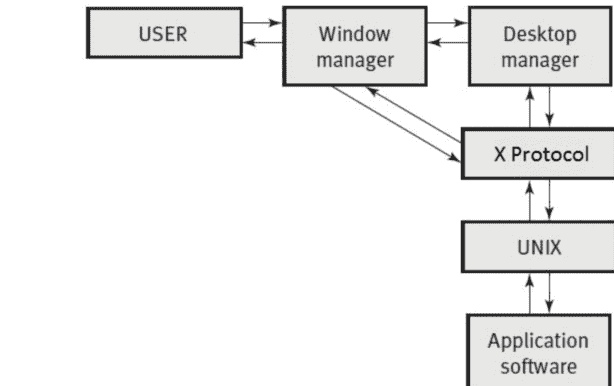 USER
Window
manager
Desktop
manager
X Protocol
UNIX
Application
software